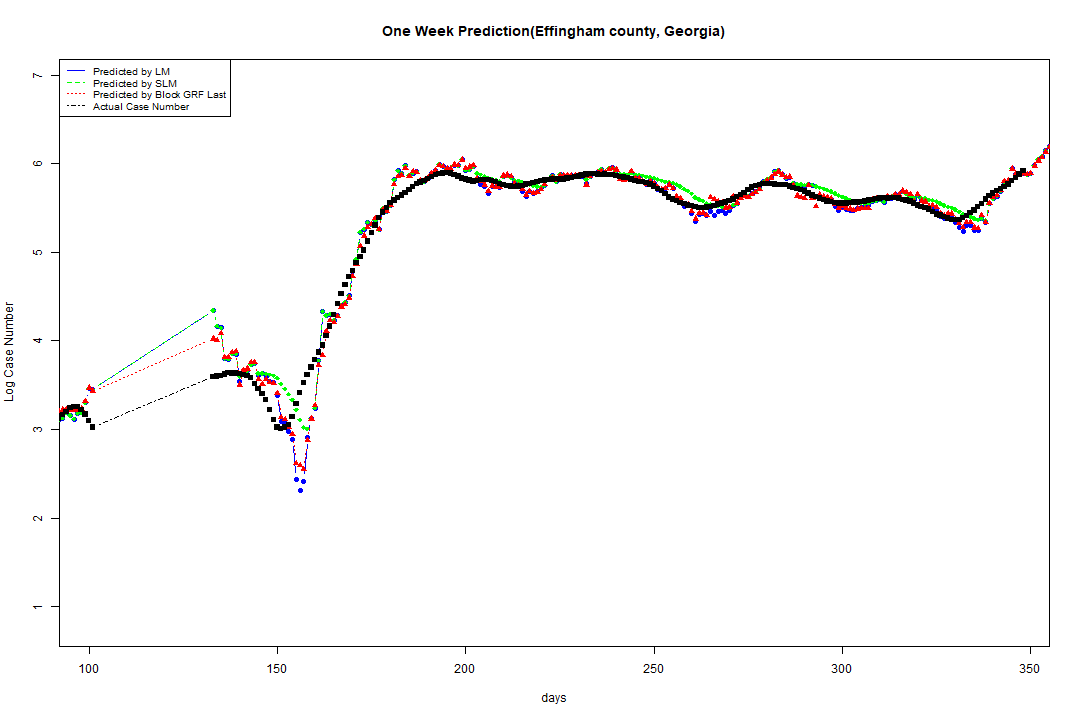 One Week Prediction(Effingham county, Georgia)
Predicted by LM
Predicted by SLM
Predicted by Block GRF Last
Actual Case Number
7
6
5
4
3
2
1
Log Case Number
100 150 200 250 300 350
days